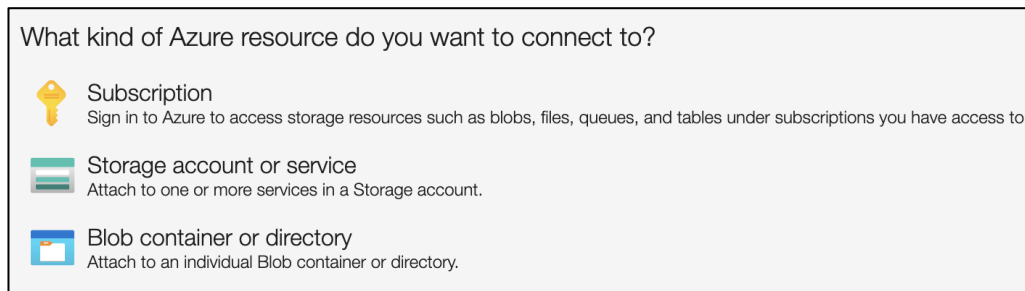 What kind of Azure resource do you want to connect to?
Subscription
Sign in to Azure to access storage resources such as blobs, files, queues, and tables under subscriptions you have access to
Storage account or service
Attach to one or more services in a Storage account.
Blob container or directory
Attach to an individual Blob container or directory.